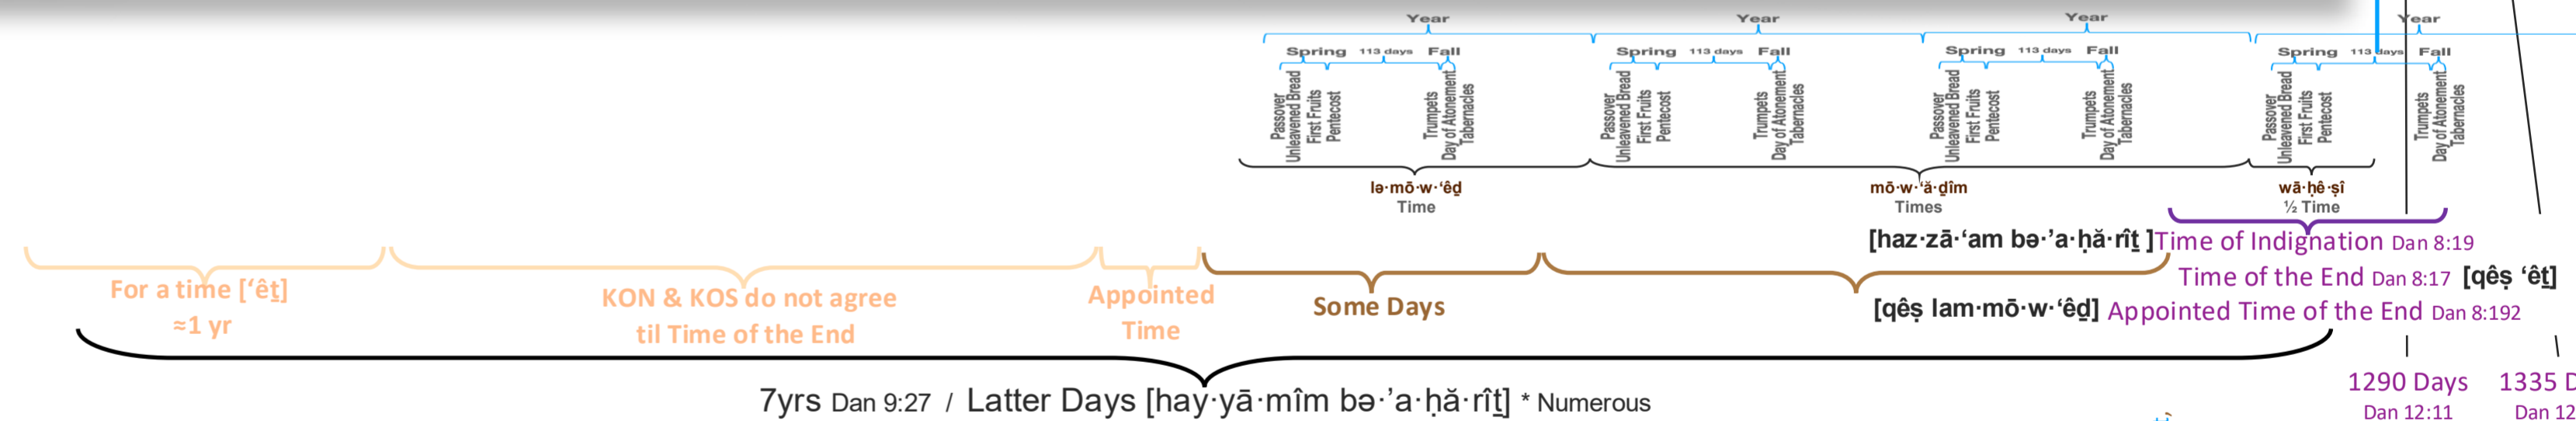 Year Year Year Year
Spring 113 days Fall Spring 113 days Fall Spring 113 days Fall Spring 113 days Fall
Passover
Unleavened Bread
First Fruits
Pentecost
Trumpets
Day of Atonement
Tabernacles
Passover
Unleavened Bread
First Fruits
Pentecost
Trumpets
Day of Atonement
Tabernacles
Passover
Unleavened Bread
First Fruits
Pentecost
Trumpets
Day of Atonement
Tabernacles
Passover
Unleavened Bread
First Fruits
Pentecost
Trumpets
Day of Atonement
Tabernacles
lə·mō·w·‘êḏ
Time
mō·w·‘ă·ḏîm
Times
wā·ḥê·ṣî
½ Time
[haz·zā·‘am bə·’a·ḥă·rîṯ ]Time of Indignation Dan 8:19
Time of the End Dan 8:17 [qêṣ ‘êṯ]
[qêṣ lam·mō·w·‘êḏ] Appointed Time of the End Dan 8:192
For a time [‘êṯ]
≈1 yr
KON & KOS do not agree
til Time of the End
Appointed
Time
Some Days
7yrs Dan 9:27 / Latter Days [hay·yā·mîm bə·’a·ḥă·rîṯ] * Numerous
1290 Days
Dan 12:11
1335 D
Dan 12